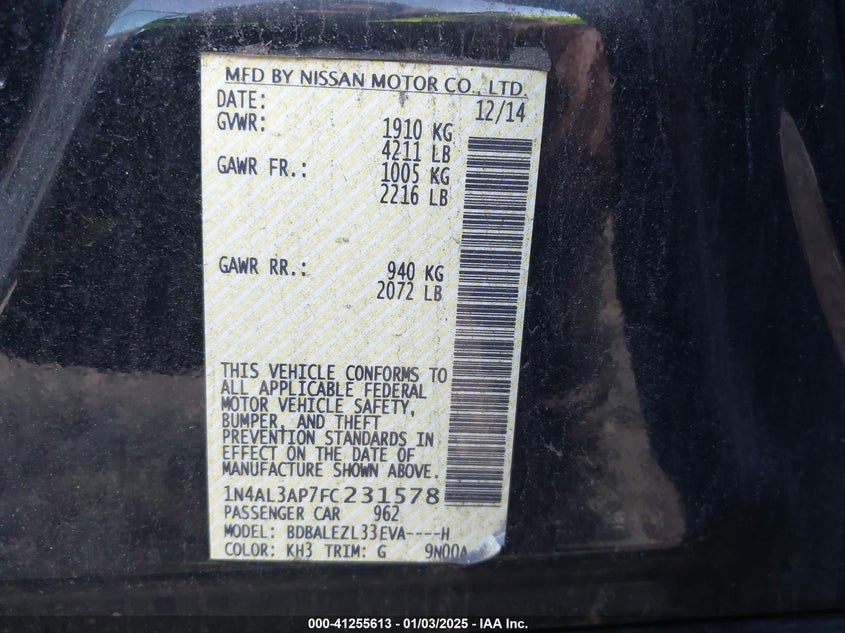 MFD BY NISSAN MOTOR CO., LTD.
DATE: 12/14
GVWR: 1910 KG
4211 LB
GAWR FR.: 1005 KG
2216 LB
GAWR RR.: 940 KG
2072 LB
THIS VEHICLE CONFORMS TO
ALL APPLICABLE FEDERAL
MOTOR VEHICLE SAFETY,
BUMPER, AND THEFT
PREVENTION STANDARDS IN
EFFECT ON THE DATE OF
MANUFACTURE SHOWN ABOVE.
1N4AL3AP7FC231578
PASSENGER CAR 962
MODEL: BDBALEZL33EVA----H
COLOR: KH3 TRIM: G 9N00A
000-41255613 - 01/03/2025 - IAA Inc.